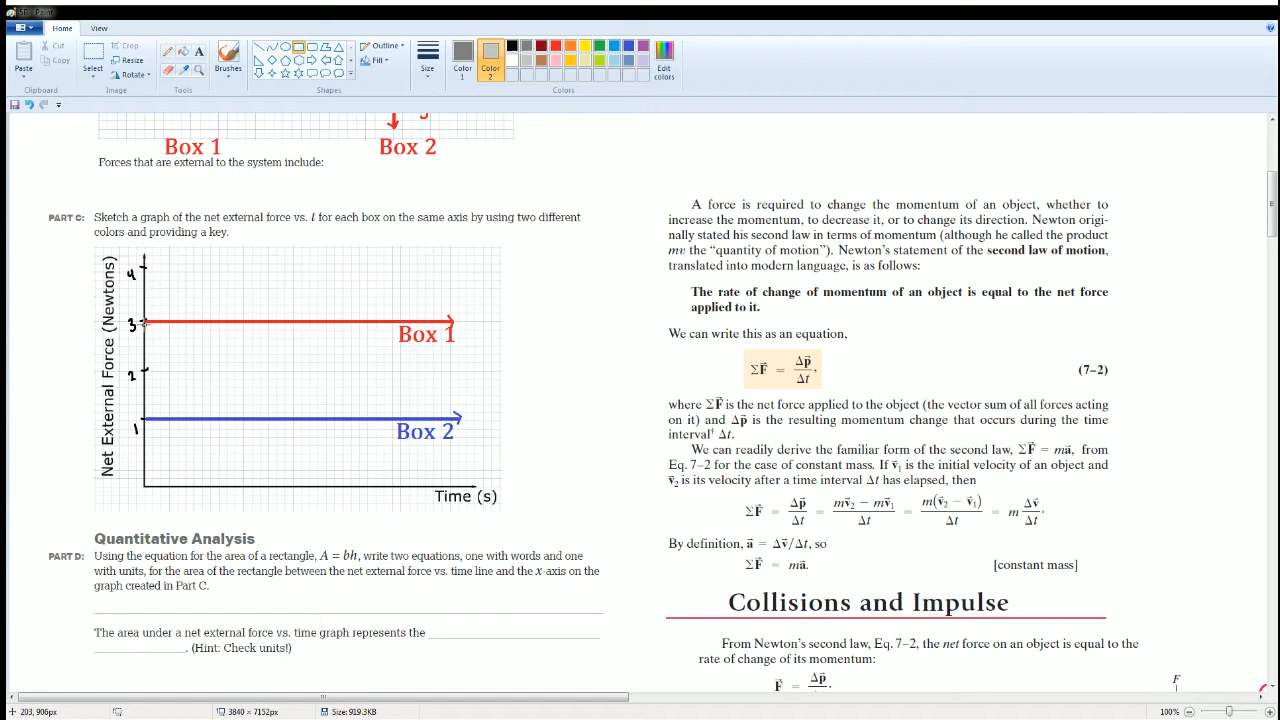 5B - Paint
Home
View
Paste
Cut
Copy
Clipboard
Select
Crop
Resize
Rotate
Image
Tools
Brushes
Shapes
Outline
Fill
Size
Color
1
Color
2
Edit
colors
Colors
Box 1
Box 2
Forces that are external to the system include:
PART C: Sketch a graph of the net external force vs. t for each box on the same axis by using two different
colors and providing a key.
Net External Force (Newtons)
4
3
2
1
Box 1
Box 2
Time (s)
Quantitative Analysis
PART D: Using the equation for the area of a rectangle, A = bh, write two equations, one with words and one
with units, for the area of the rectangle between the net external force vs. time line and the x-axis on the
graph created in Part C.
The area under a net external force vs. time graph represents the
. (Hint: Check units!)
A force is required to change the momentum of an object, whether to
increase the momentum, to decrease it, or to change its direction. Newton origi-
nally stated his second law in terms of momentum (although he called the product
mv the “quantity of motion”). Newton’s statement of the second law of motion,
translated into modern language, is as follows:
The rate of change of momentum of an object is equal to the net force
applied to it.
We can write this as an equation,
ΣF⃗ = Δp⃗/Δt, (7–2)
where ΣF⃗ is the net force applied to the object (the vector sum of all forces acting
on it) and Δp⃗ is the resulting momentum change that occurs during the time
interval† Δt.
We can readily derive the familiar form of the second law, ΣF⃗ = ma⃗, from
Eq. 7–2 for the case of constant mass. If v⃗₁ is the initial velocity of an object and
v⃗₂ is its velocity after a time interval Δt has elapsed, then
ΣF⃗ = Δp⃗/Δt = (mv⃗₂ − mv⃗₁)/Δt = m(v⃗₂ − v⃗₁)/Δt = m Δv⃗/Δt.
By definition, a⃗ = Δv⃗/Δt, so
ΣF⃗ = ma⃗. [constant mass]
Collisions and Impulse
From Newton’s second law, Eq. 7–2, the net force on an object is equal to the
rate of change of its momentum:
F⃗ = Δp⃗
F
203, 906px
3840 × 7152px
Size: 919.3KB
100%